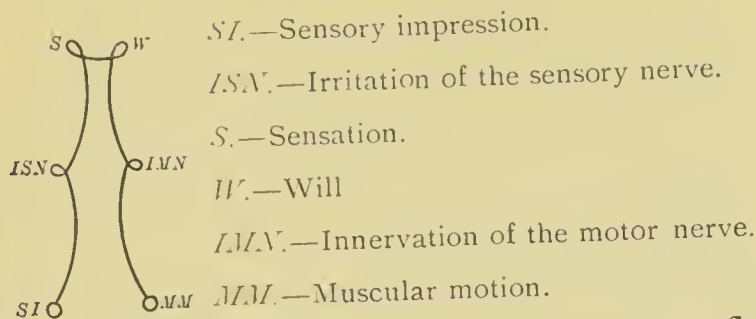 S W
SI.—Sensory impression.
ISN.—Irritation of the sensory nerve.
S.—Sensation.
ISN IMN
W.—Will
IMN.—Innervation of the motor nerve.
SI MM
MM.—Muscular motion.